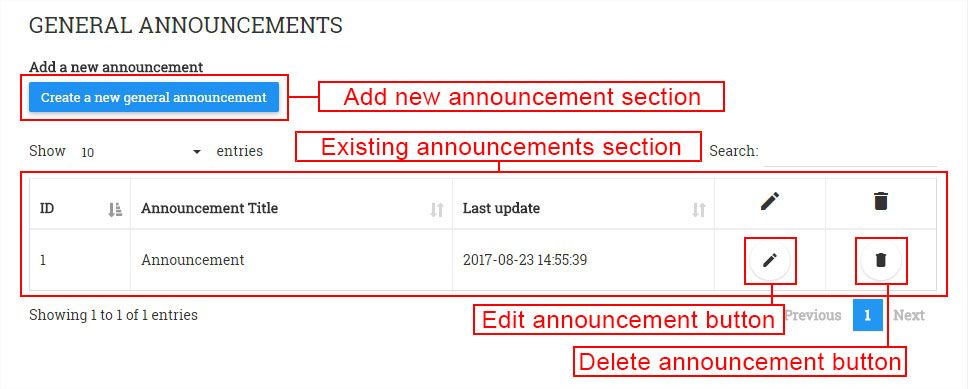 GENERAL ANNOUNCEMENTS
Add a new announcement
Create a new general announcement
Add new announcement section
Existing announcements section
Show 10 entries
Search:
ID Announcement Title Last update
1 Announcement 2017-08-23 14:55:39
Showing 1 to 1 of 1 entries
Edit announcement button
Previous 1 Next
Delete announcement button